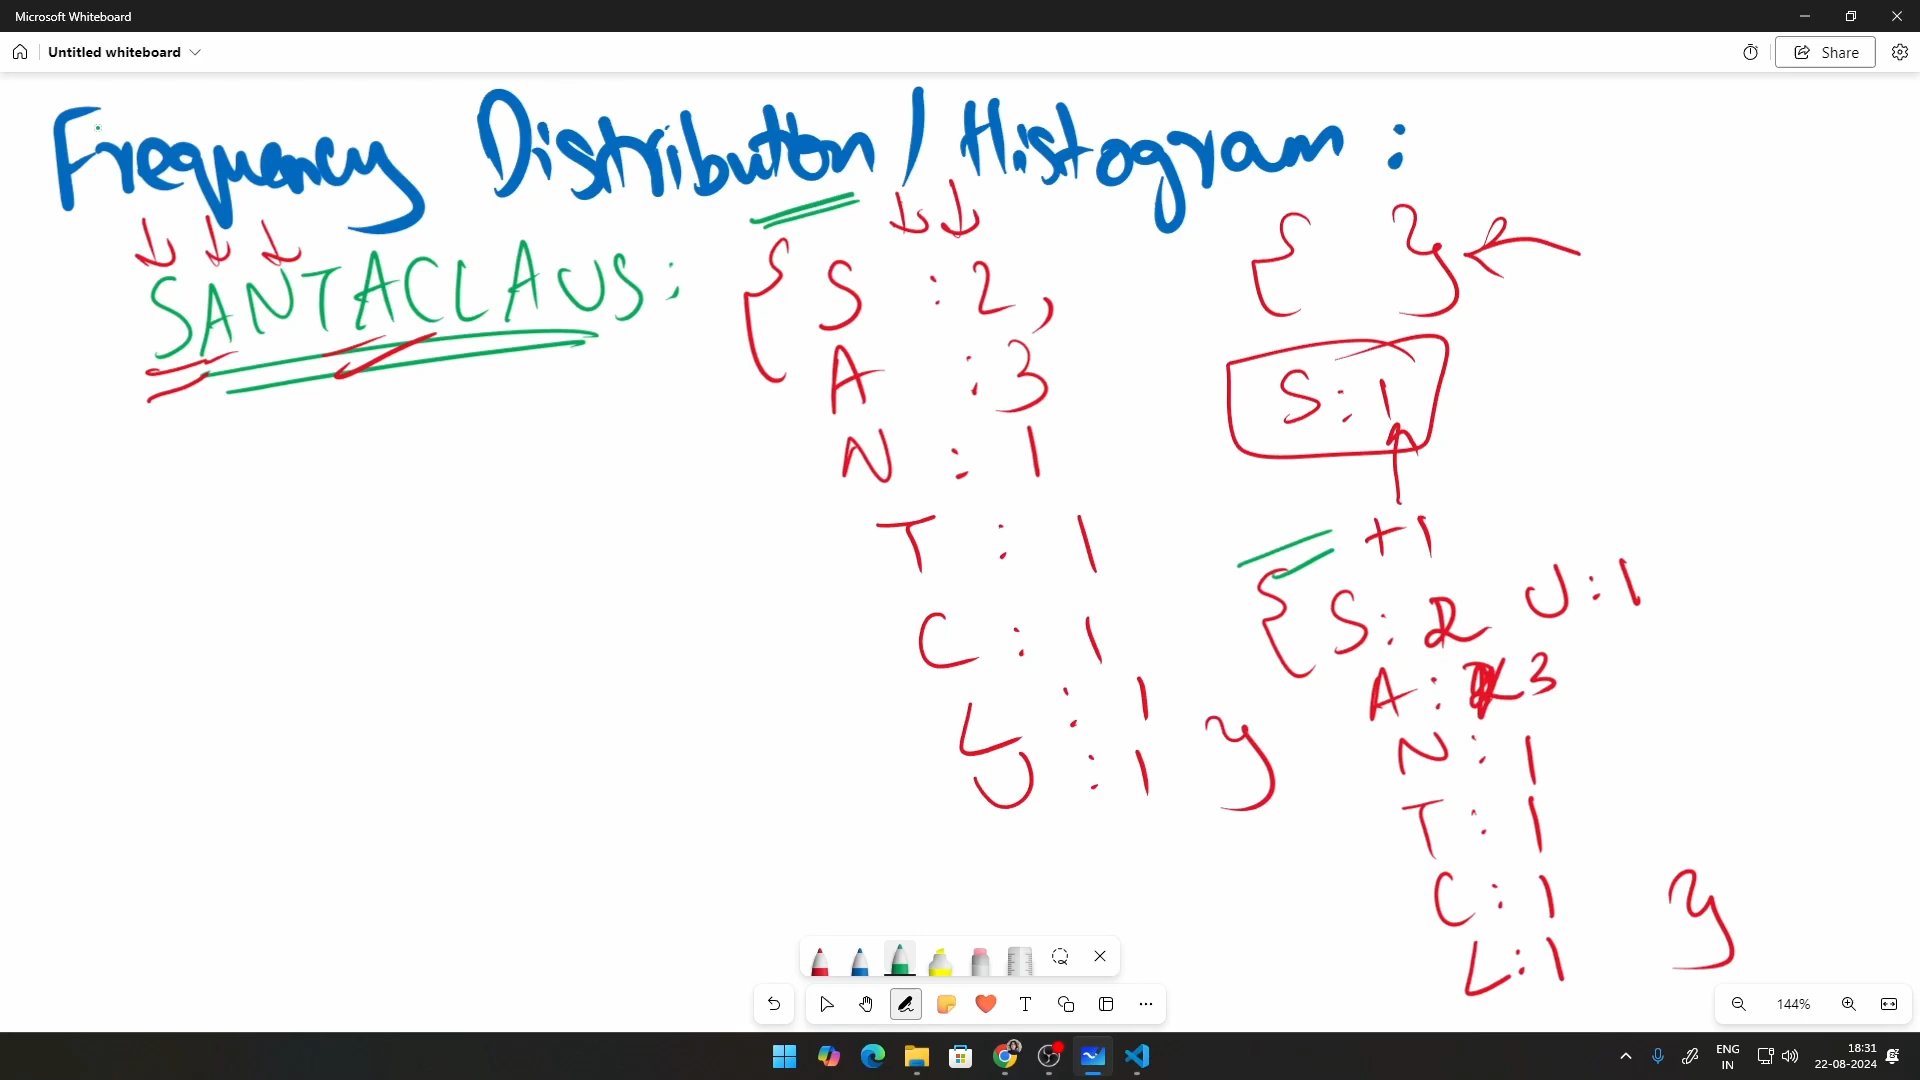 Microsoft Whiteboard
Untitled whiteboard
Share
Frequency Distribution / Histogram :
SANTACLAUS :
{ S : 2 ,
A : 3
N : 1
T : 1
C : 1
L : 1
U : 1 }
{ }
S : 1
+1
{ S : 2 U : 1
A : 3
N : 1
T : 1
C : 1
L : 1 }
144%
ENG
IN
18:31
22-08-2024